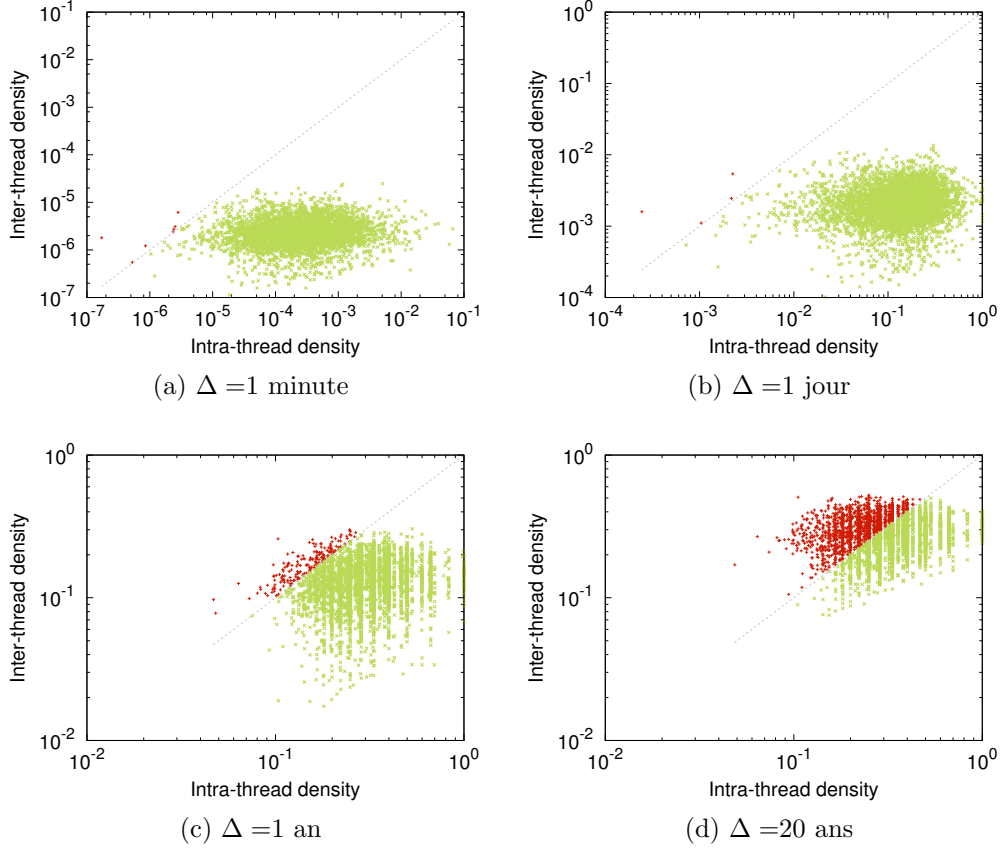 10^-1
10^-2
10^-3
10^-4
10^-5
10^-6
10^-7
Inter-thread density
10^-7 10^-6 10^-5 10^-4 10^-3 10^-2 10^-1
Intra-thread density
(a) Δ =1 minute
10^0
10^-1
10^-2
10^-3
10^-4
Inter-thread density
10^-4 10^-3 10^-2 10^-1 10^0
Intra-thread density
(b) Δ =1 jour
10^0
10^-1
10^-2
Inter-thread density
10^-2 10^-1 10^0
Intra-thread density
(c) Δ =1 an
10^0
10^-1
10^-2
Inter-thread density
10^-2 10^-1 10^0
Intra-thread density
(d) Δ =20 ans